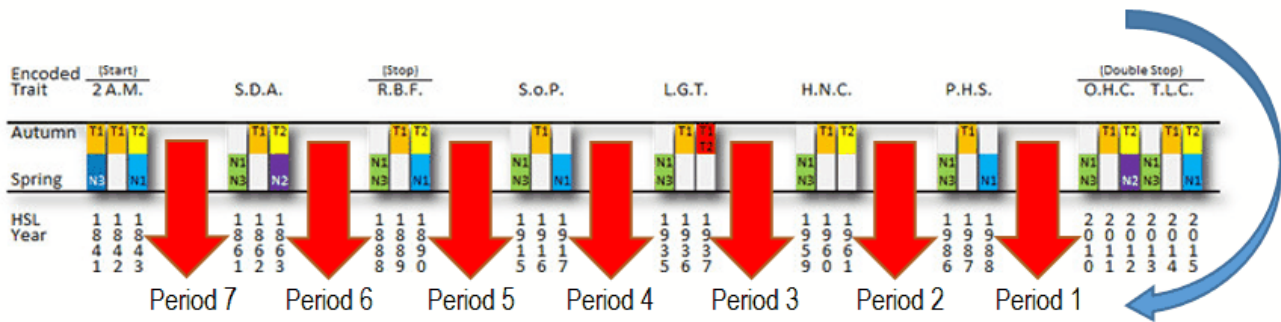 Encoded (Start) (Stop) (Double Stop)
Trait 2 A.M. S.D.A. R.B.F. S.o.P. L.G.T. H.N.C. P.H.S. O.H.C. T.L.C.
Autumn T1 T1 T2 T1 T2 T1 T2 T1 T1 T1 T1 T2 T1 T1 T2 T1 T2
T2
N1 N1 N1 N1 N1 N1 N1 N1
Spring N3 N1 N3 N2 N3 N1 N3 N1 N3 N3 N3 N1 N3 N2 N3 N1
HSL
Year
1841 1842 1843 1861 1862 1863 1888 1889 1890 1915 1916 1917 1935 1936 1937 1959 1960 1961 1986 1987 1988 2010 2011 2012 2013 2014 2015
Period 7 Period 6 Period 5 Period 4 Period 3 Period 2 Period 1